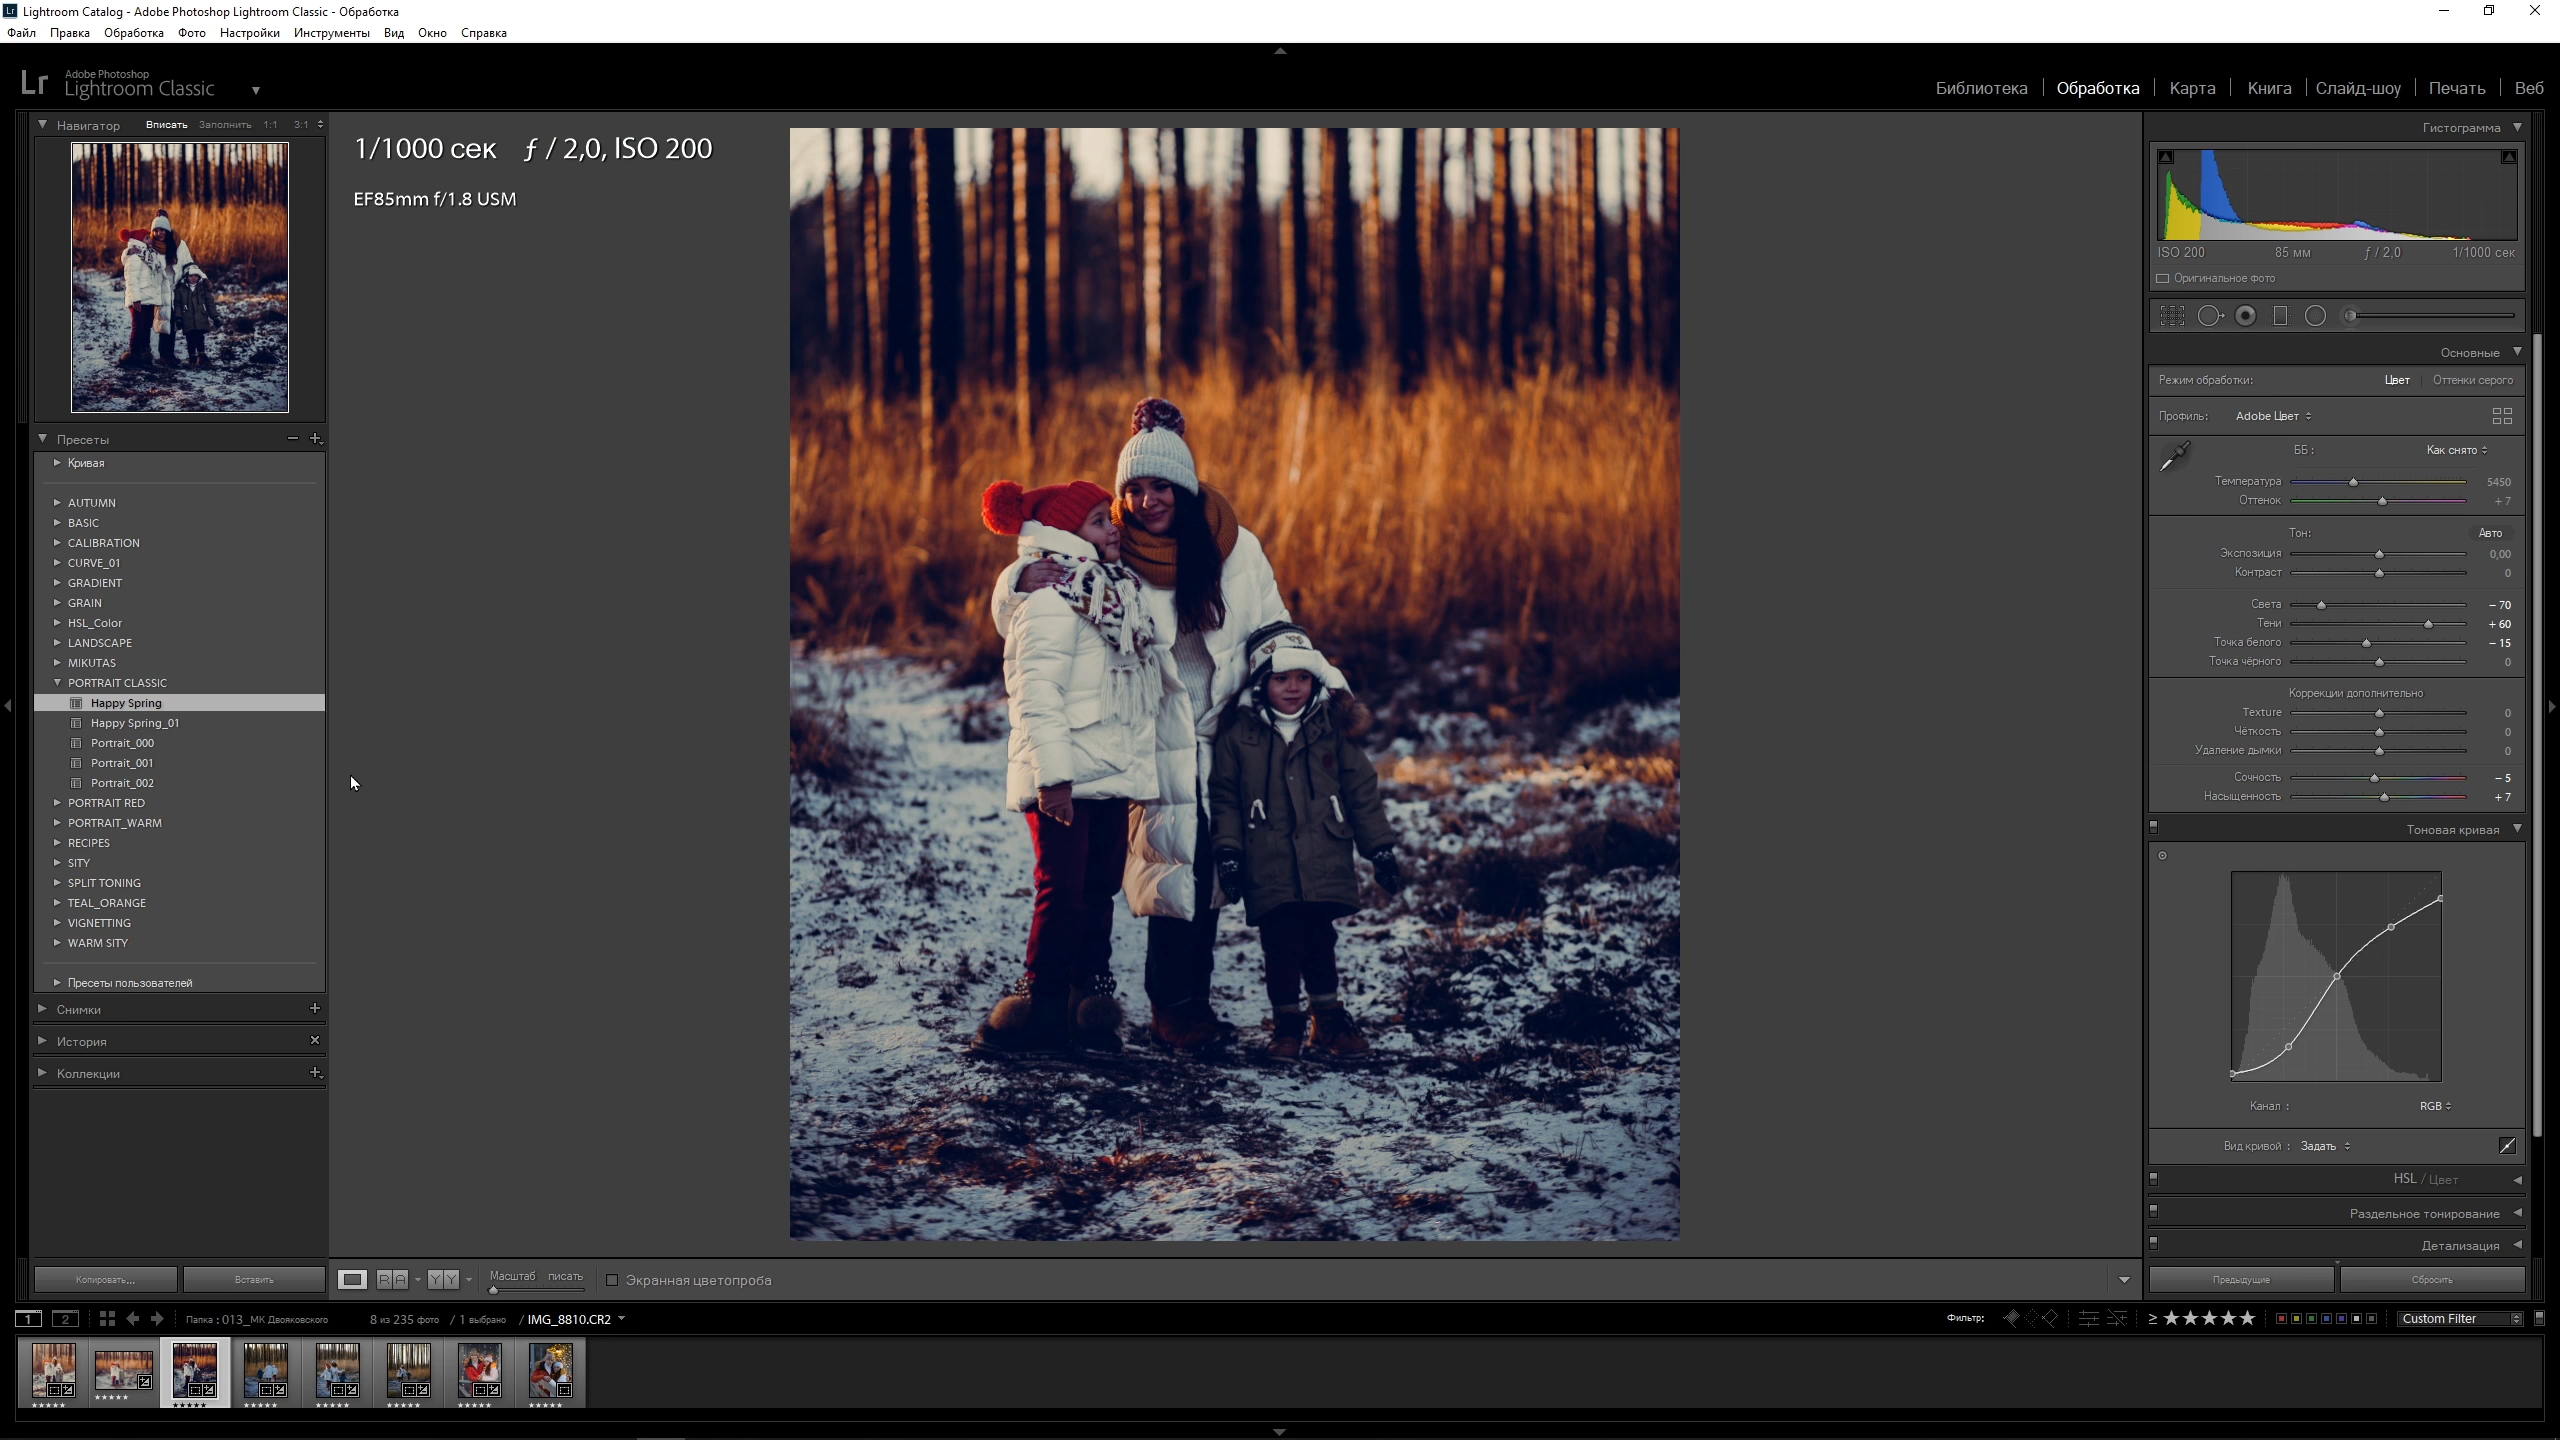 Lightroom Catalog - Adobe Photoshop Lightroom Classic - Обработка
Файл Правка Обработка Фото Настройки Инструменты Вид Окно Справка
Lr Adobe Photoshop
Lightroom Classic
Библиотека Обработка Карта Книга Слайд-шоу Печать Веб
Навигатор Вписать Заполнить 1:1 3:1
1/1000 сек ƒ / 2,0, ISO 200
EF85mm f/1.8 USM
Пресеты
Кривая
AUTUMN
BASIC
CALIBRATION
CURVE_01
GRADIENT
GRAIN
HSL_Color
LANDSCAPE
MIKUTAS
PORTRAIT CLASSIC
Happy Spring
Happy Spring_01
Portrait_000
Portrait_001
Portrait_002
PORTRAIT RED
PORTRAIT_WARM
RECIPES
SITY
SPLIT TONING
TEAL_ORANGE
VIGNETTING
WARM SITY
Пресеты пользователей
Снимки
История
Коллекции
Копировать... Вставить
Гистограмма
ISO 200 85 мм ƒ / 2,0 1/1000 сек
Оригинальное фото
Основные
Режим обработки: Цвет Оттенки серого
Профиль: Adobe Цвет
ББ : Как снято
Температура 5450
Оттенок + 7
Тон: Авто
Экспозиция 0,00
Контраст 0
Света – 70
Тени + 60
Точка белого – 15
Точка чёрного 0
Коррекции дополнительно
Texture 0
Чёткость 0
Удаление дымки 0
Сочность – 5
Насыщенность + 7
Тоновая кривая
Канал : RGB
Вид кривой : Задать
HSL / Цвет
Раздельное тонирование
Детализация
Предыдущие Сбросить
R A Y Y Масштаб писать Экранная цветопроба
1 2 Папка : 013_МК Двояковского 8 из 235 фото / 1 выбрано / IMG_8810.CR2 Фильтр: ≥ ★★★★★ Custom Filter